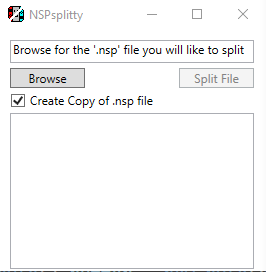 NSPsplitty
Browse for the '.nsp' file you will like to split
Browse
Split File
Create Copy of .nsp file